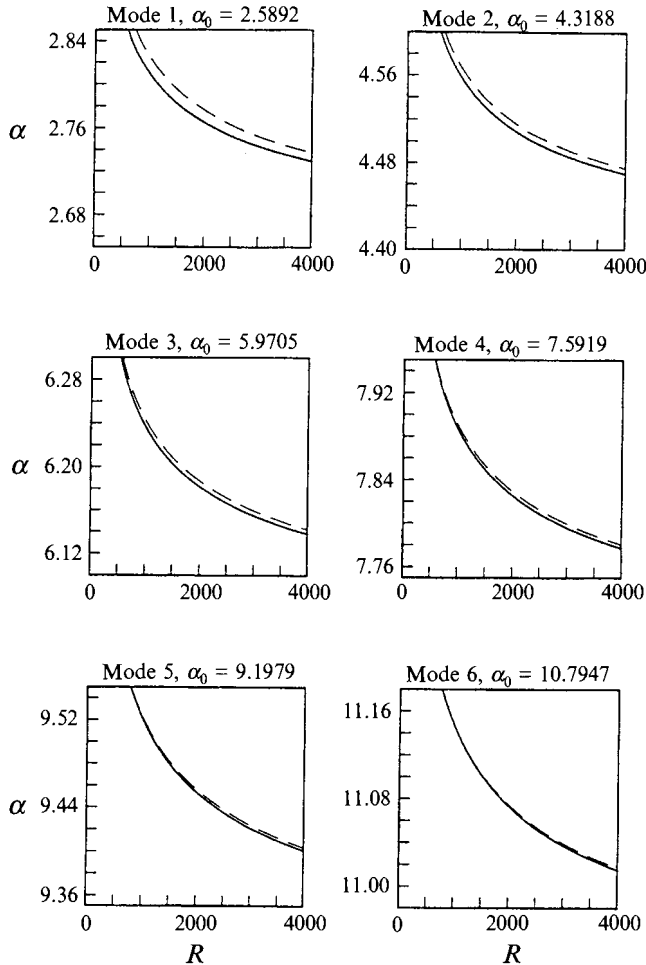 Mode 1, α₀ = 2.5892
2.84
2.76
2.68
α
0 2000 4000
Mode 2, α₀ = 4.3188
4.56
4.48
4.40
0 2000 4000
Mode 3, α₀ = 5.9705
6.28
6.20
6.12
α
0 2000 4000
Mode 4, α₀ = 7.5919
7.92
7.84
7.76
0 2000 4000
Mode 5, α₀ = 9.1979
9.52
9.44
9.36
α
0 2000 4000
R
Mode 6, α₀ = 10.7947
11.16
11.08
11.00
0 2000 4000
R